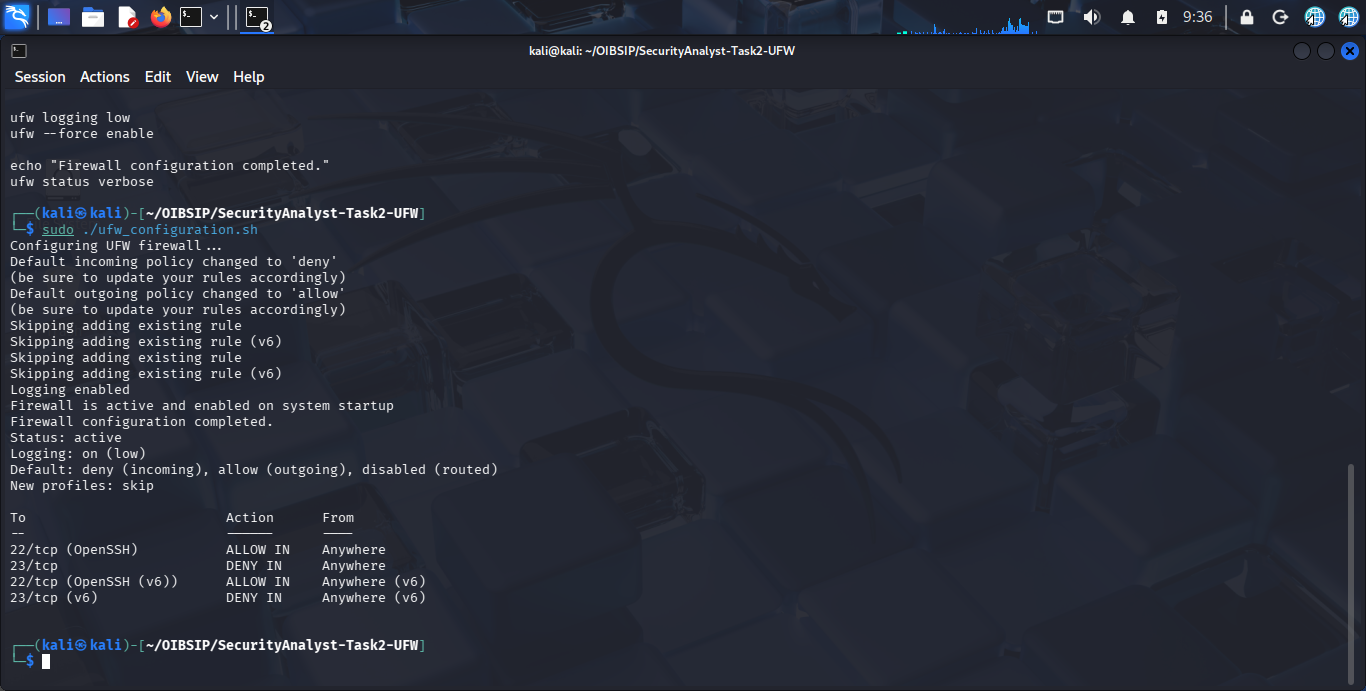 2
9:36
kali@kali: ~/OIBSIP/SecurityAnalyst-Task2-UFW
Session Actions Edit View Help
ufw logging low
ufw --force enable
echo "Firewall configuration completed."
ufw status verbose
┌──(kali㉿kali)-[~/OIBSIP/SecurityAnalyst-Task2-UFW]
└─$ sudo ./ufw_configuration.sh
Configuring UFW firewall...
Default incoming policy changed to 'deny'
(be sure to update your rules accordingly)
Default outgoing policy changed to 'allow'
(be sure to update your rules accordingly)
Skipping adding existing rule
Skipping adding existing rule (v6)
Skipping adding existing rule
Skipping adding existing rule (v6)
Logging enabled
Firewall is active and enabled on system startup
Firewall configuration completed.
Status: active
Logging: on (low)
Default: deny (incoming), allow (outgoing), disabled (routed)
New profiles: skip
To                         Action      From
--                         ------      ----
22/tcp (OpenSSH)           ALLOW IN    Anywhere
23/tcp                     DENY IN     Anywhere
22/tcp (OpenSSH (v6))      ALLOW IN    Anywhere (v6)
23/tcp (v6)                DENY IN     Anywhere (v6)
┌──(kali㉿kali)-[~/OIBSIP/SecurityAnalyst-Task2-UFW]
└─$